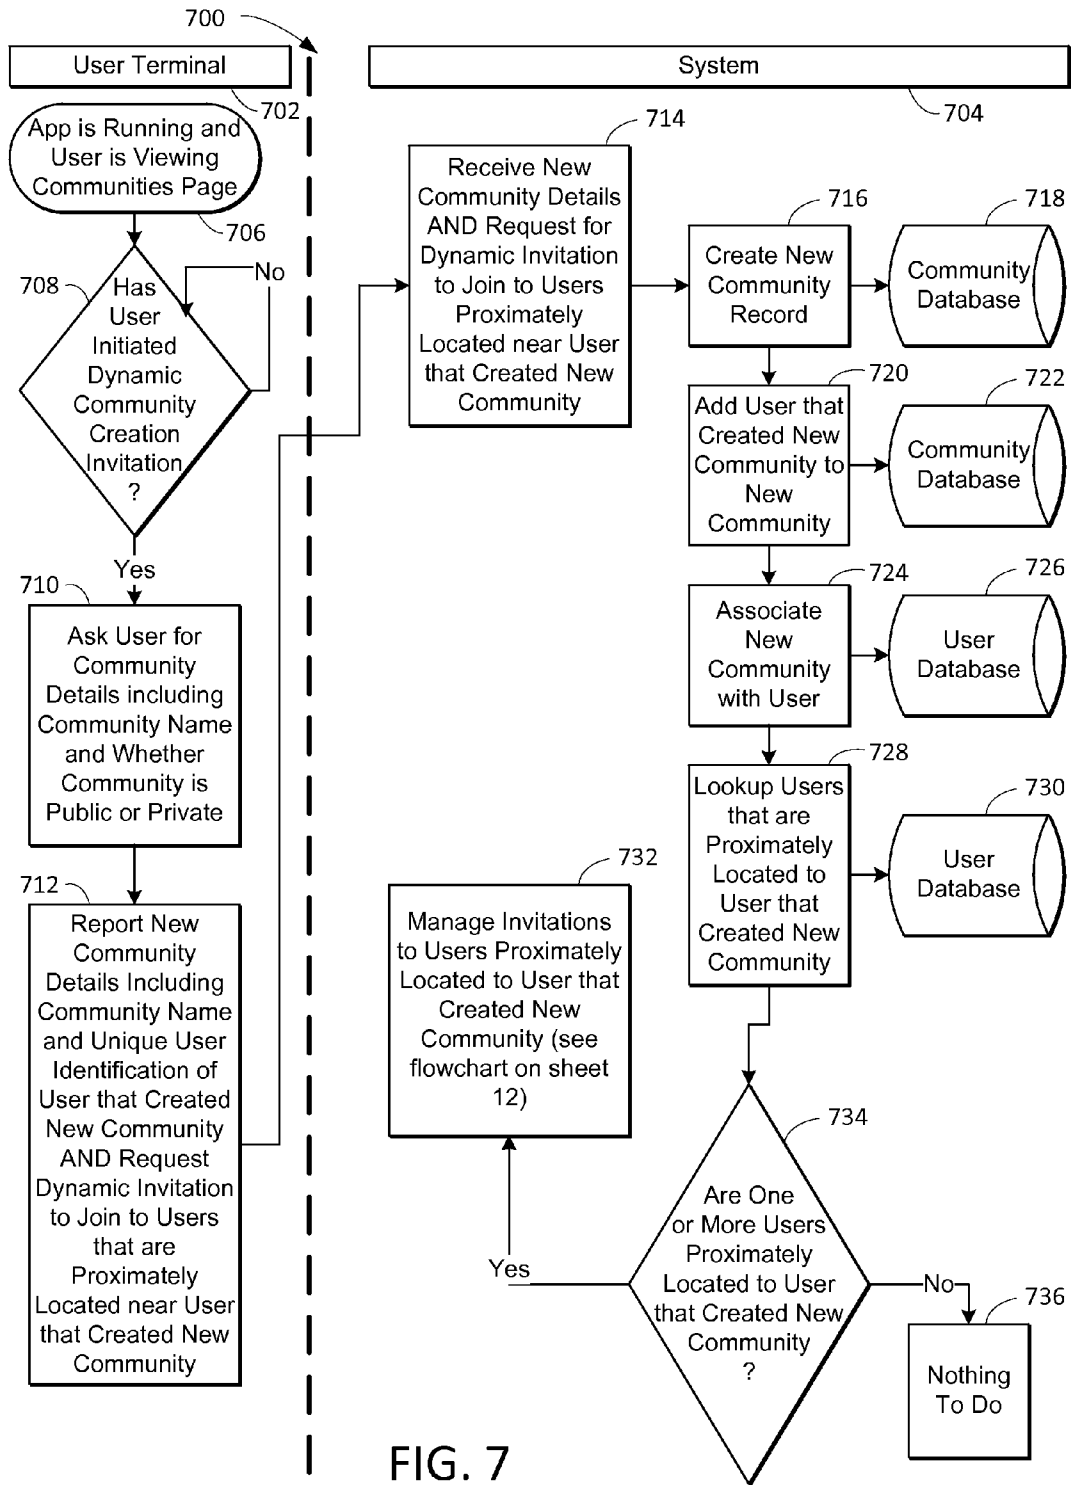 700
User Terminal
702
System
704
App is Running and
User is Viewing
Communities Page
706
708
Has
User
Initiated
Dynamic
Community
Creation
Invitation
?
No
Yes
710
Ask User for
Community
Details including
Community Name
and Whether
Community is
Public or Private
712
Report New
Community
Details Including
Community Name
and Unique User
Identification of
User that Created
New Community
AND Request
Dynamic Invitation
to Join to Users
that are
Proximately
Located near User
that Created New
Community
714
Receive New
Community Details
AND Request for
Dynamic Invitation
to Join to Users
Proximately
Located near User
that Created New
Community
716
Create New
Community
Record
718
Community
Database
720
Add User that
Created New
Community to
New
Community
722
Community
Database
724
Associate
New
Community
with User
726
User
Database
728
Lookup Users
that are
Proximately
Located to
User that
Created New
Community
730
User
Database
732
Manage Invitations
to Users Proximately
Located to User that
Created New
Community (see
flowchart on sheet
12)
734
Are One
or More Users
Proximately
Located to User
that Created New
Community
?
Yes
No
736
Nothing
To Do
FIG. 7